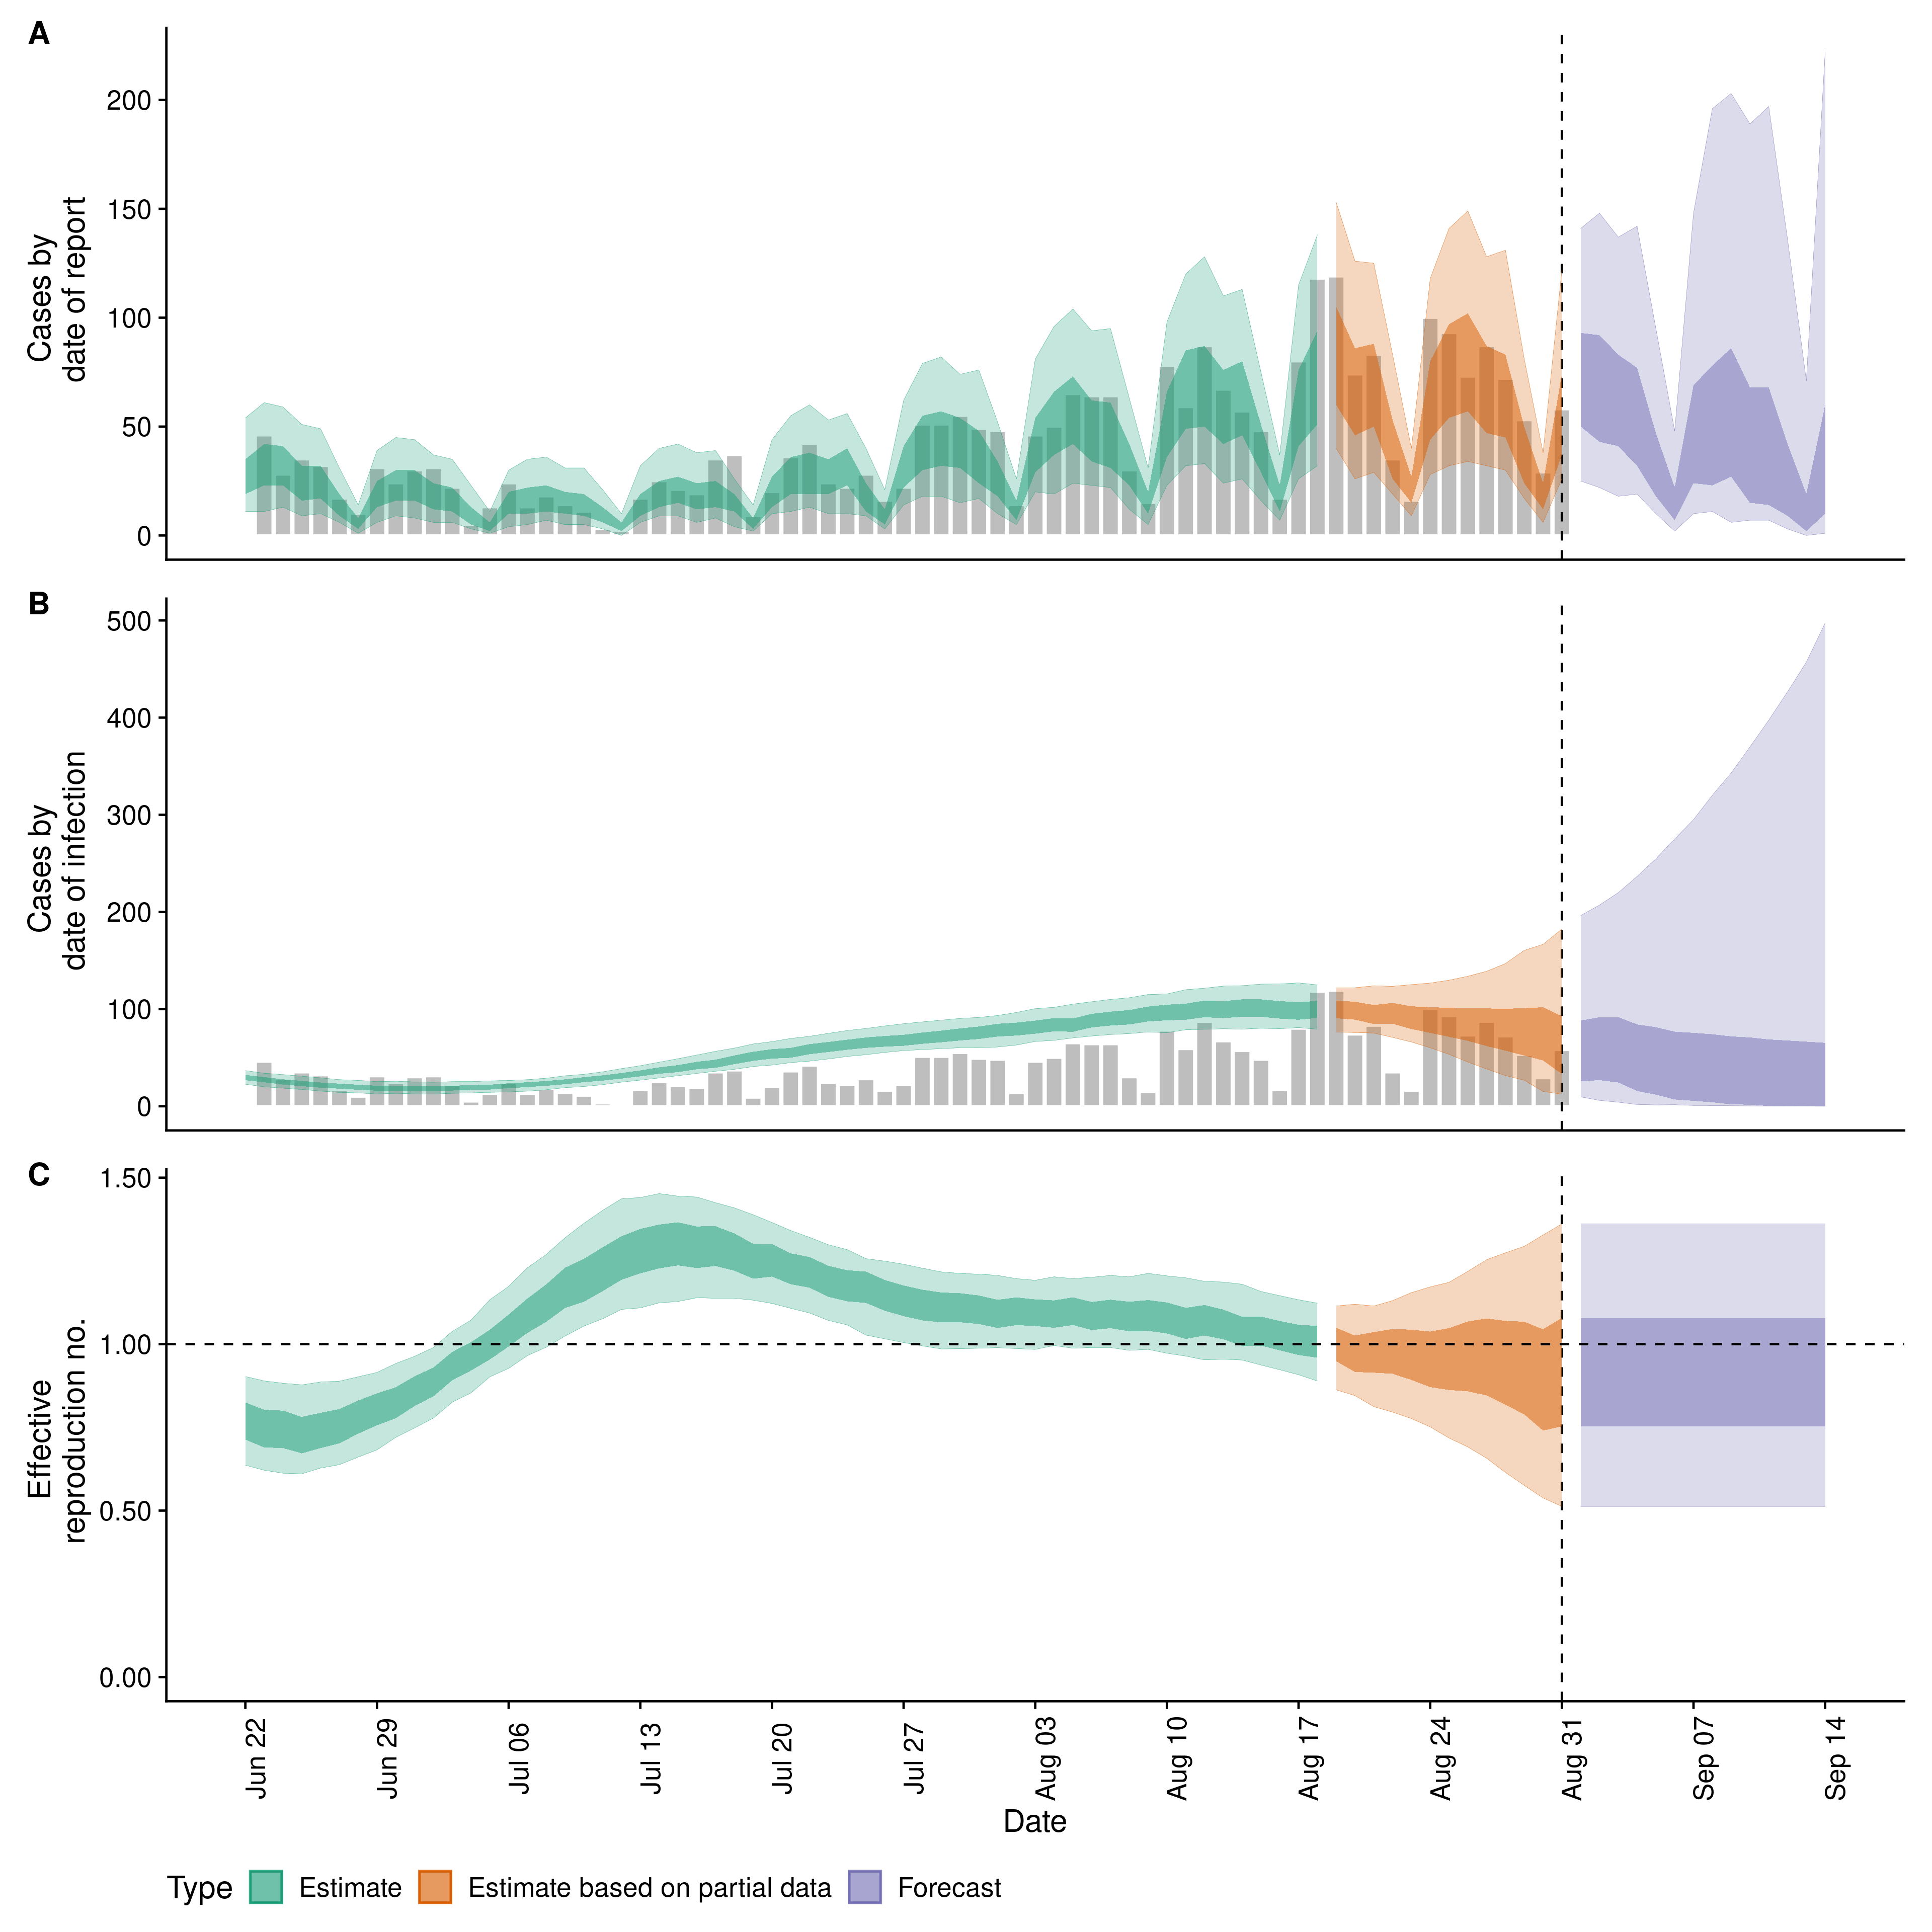 A
Cases by
date of report
200
150
100
50
0
B
Cases by
date of infection
500
400
300
200
100
0
C
Effective
reproduction no.
1.50
1.00
0.50
0.00
Jun 22
Jun 29
Jul 06
Jul 13
Jul 20
Jul 27
Aug 03
Aug 10
Aug 17
Aug 24
Aug 31
Sep 07
Sep 14
Date
Type Estimate Estimate based on partial data Forecast